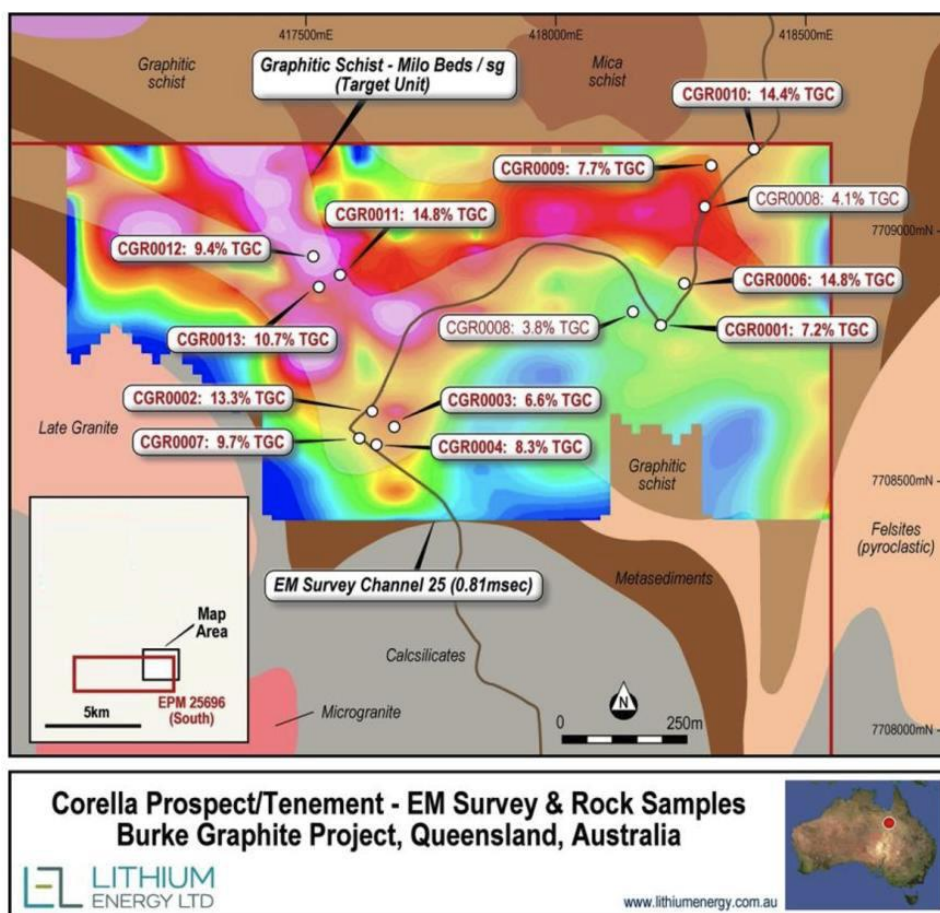 417500mE
418000mE
418500mE
Graphitic
schist
Graphitic Schist - Milo Beds / sg
(Target Unit)
Mica
schist
CGR0010: 14.4% TGC
CGR0009: 7.7% TGC
CGR0008: 4.1% TGC
CGR0011: 14.8% TGC
7709000mN
CGR0012: 9.4% TGC
CGR0006: 14.8% TGC
CGR0013: 10.7% TGC
CGR0008: 3.8% TGC
CGR0001: 7.2% TGC
CGR0002: 13.3% TGC
CGR0003: 6.6% TGC
Late Granite
CGR0007: 9.7% TGC
CGR0004: 8.3% TGC
Graphitic
schist
7708500mN
Felsites
(pyroclastic)
EM Survey Channel 25 (0.81msec)
Metasediments
Map
Area
Calcsilicates
EPM 25696
(South)
5km
Microgranite
N
0
250m
7708000mN
Corella Prospect/Tenement - EM Survey & Rock Samples
Burke Graphite Project, Queensland, Australia
LEL
LITHIUM
ENERGY LTD
www.lithiumenergy.com.au